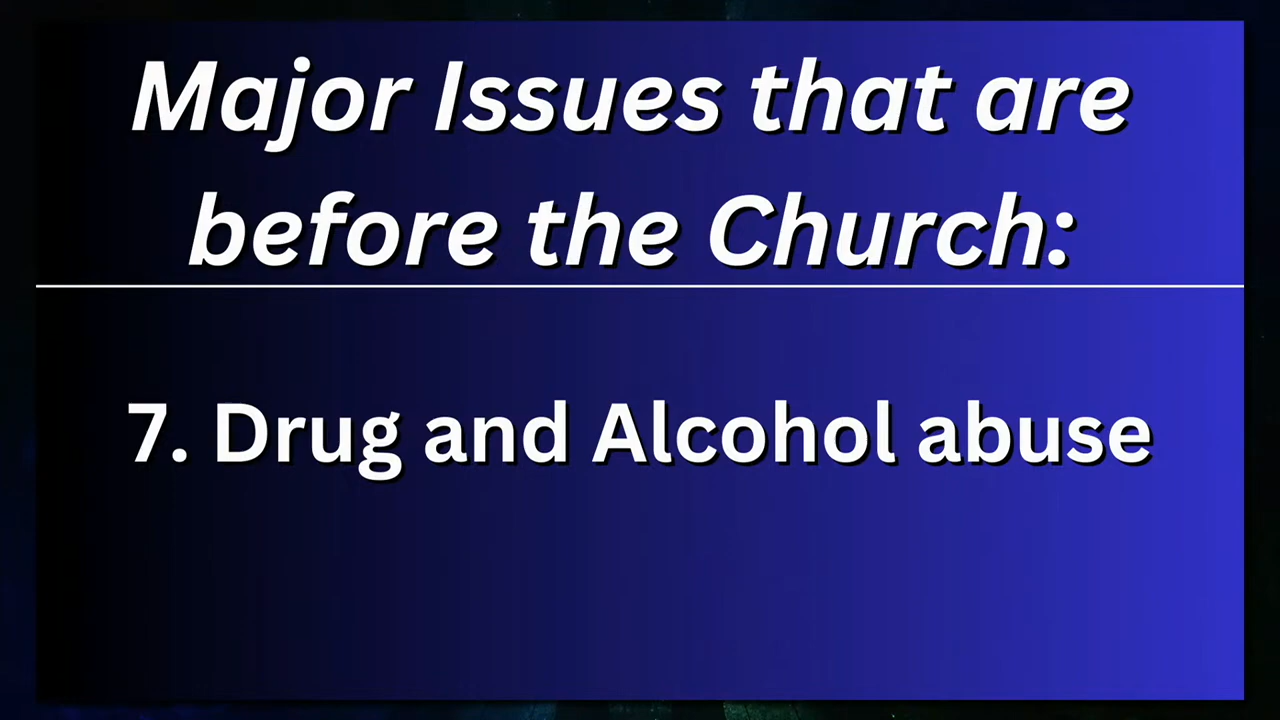 Major Issues that are
before the Church:
7. Drug and Alcohol abuse